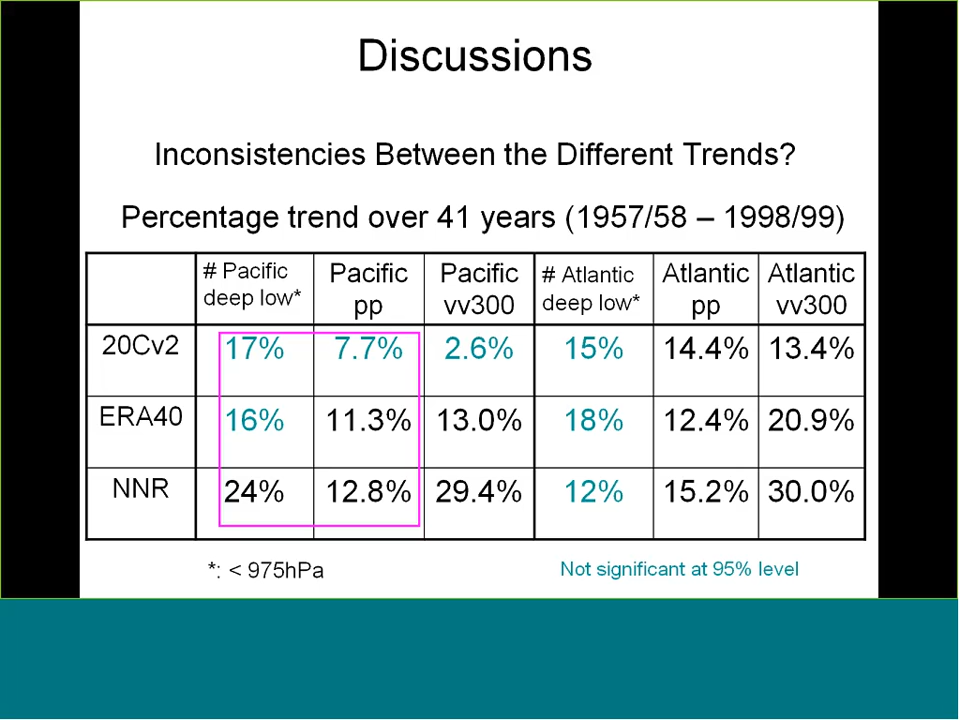 Discussions
Inconsistencies Between the Different Trends?
Percentage trend over 41 years (1957/58 – 1998/99)
# Pacific deep low* Pacific pp Pacific vv300 # Atlantic deep low* Atlantic pp Atlantic vv300
20Cv2 17% 7.7% 2.6% 15% 14.4% 13.4%
ERA40 16% 11.3% 13.0% 18% 12.4% 20.9%
NNR 24% 12.8% 29.4% 12% 15.2% 30.0%
*: < 975hPa Not significant at 95% level